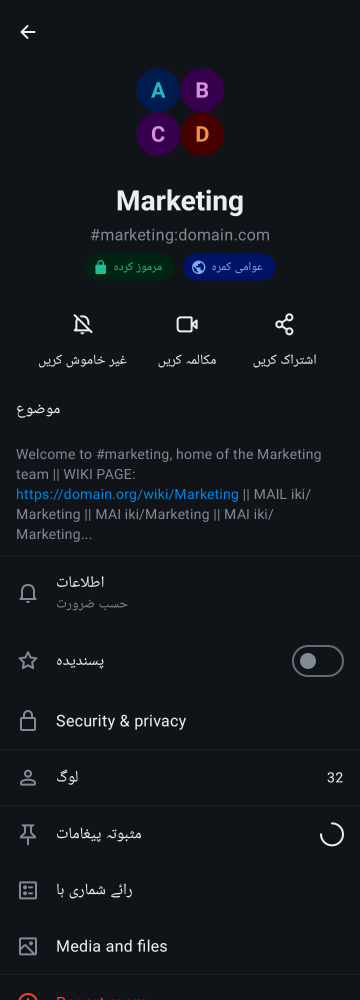 A B
C D
Marketing
#marketing:domain.com
مرموز کردہ
عوامی کمرہ
غیر خاموش کریں
مکالمہ کریں
اشتراک کریں
موضوع
Welcome to #marketing, home of the Marketing
team || WIKI PAGE:
https://domain.org/wiki/Marketing || MAIL iki/
Marketing || MAI iki/Marketing || MAI iki/
Marketing...
اطلاعات
حسب ضرورت
پسندیدہ
Security & privacy
لوگ
32
مثبوتہ پیغامات
رائے شماری ہا
Media and files